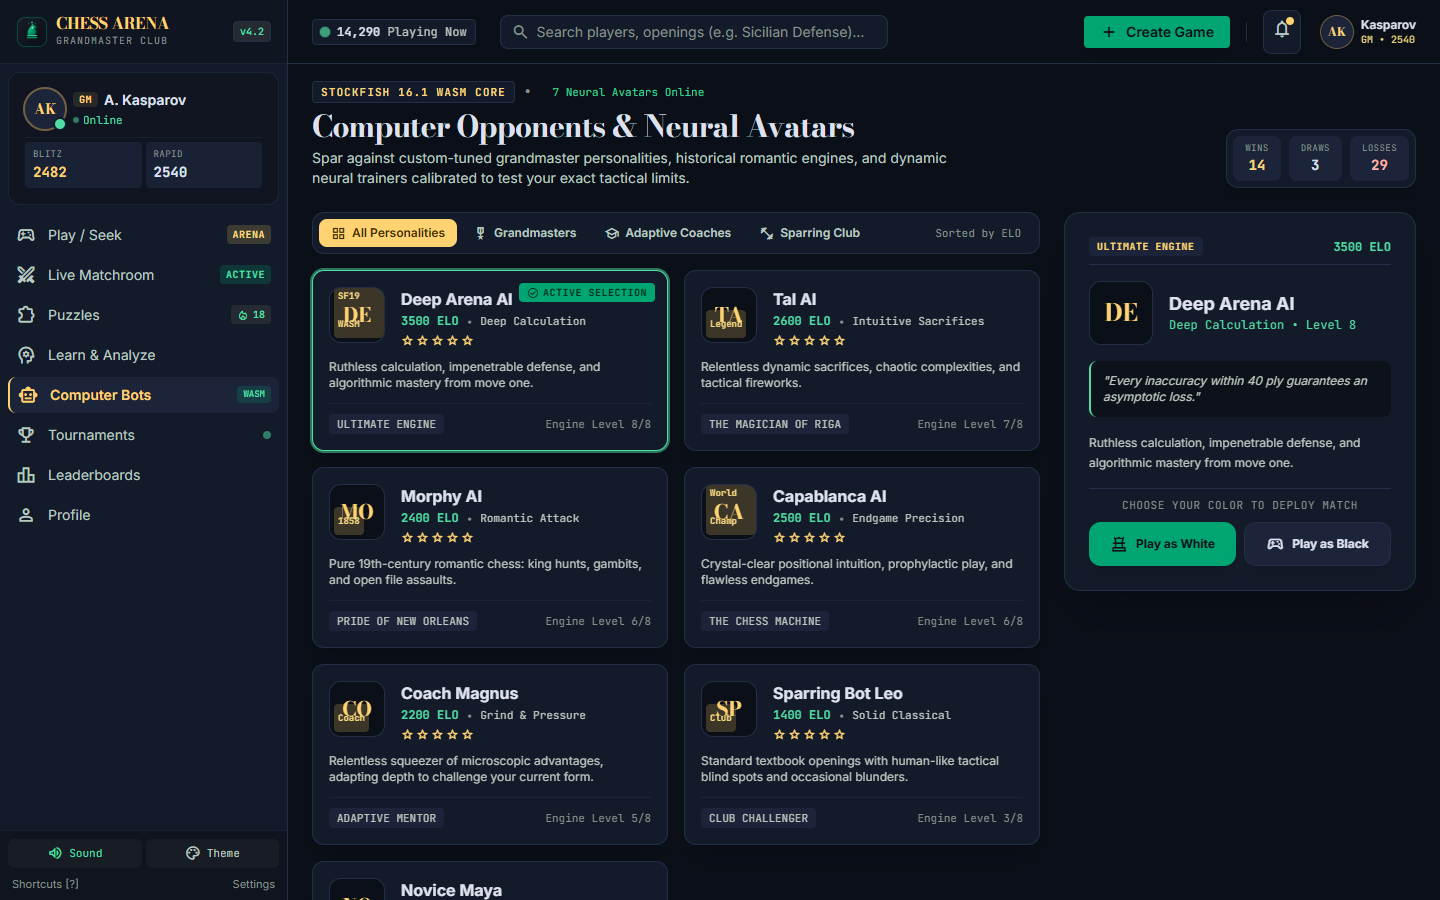 CHESS ARENA
GRANDMASTER CLUB
v4.2
AK
GM A. Kasparov
Online
BLITZ
2482
RAPID
2540
Play / Seek
ARENA
Live Matchroom
ACTIVE
Puzzles
18
Learn & Analyze
Computer Bots
WASM
Tournaments
Leaderboards
Profile
Sound
Theme
Shortcuts [?]
Settings
14,290 Playing Now
Search players, openings (e.g. Sicilian Defense)...
+ Create Game
AK
Kasparov
GM • 2540
STOCKFISH 16.1 WASM CORE • 7 Neural Avatars Online
Computer Opponents & Neural Avatars
Spar against custom-tuned grandmaster personalities, historical romantic engines, and dynamic
neural trainers calibrated to test your exact tactical limits.
WINS
14
DRAWS
3
LOSSES
29
All Personalities
Grandmasters
Adaptive Coaches
Sparring Club
Sorted by ELO
SF19
DE
WASM
Deep Arena AI
ACTIVE SELECTION
3500 ELO • Deep Calculation
Ruthless calculation, impenetrable defense, and
algorithmic mastery from move one.
ULTIMATE ENGINE
Engine Level 8/8
TA
Legend
Tal AI
2600 ELO • Intuitive Sacrifices
Relentless dynamic sacrifices, chaotic complexities, and
tactical fireworks.
THE MAGICIAN OF RIGA
Engine Level 7/8
MO
1858
Morphy AI
2400 ELO • Romantic Attack
Pure 19th-century romantic chess: king hunts, gambits,
and open file assaults.
PRIDE OF NEW ORLEANS
Engine Level 6/8
World
CA
Champ
Capablanca AI
2500 ELO • Endgame Precision
Crystal-clear positional intuition, prophylactic play, and
flawless endgames.
THE CHESS MACHINE
Engine Level 6/8
CO
Coach
Coach Magnus
2200 ELO • Grind & Pressure
Relentless squeezer of microscopic advantages,
adapting depth to challenge your current form.
ADAPTIVE MENTOR
Engine Level 5/8
SP
Club
Sparring Bot Leo
1400 ELO • Solid Classical
Standard textbook openings with human-like tactical
blind spots and occasional blunders.
CLUB CHALLENGER
Engine Level 3/8
Novice Maya
ULTIMATE ENGINE
3500 ELO
DE
Deep Arena AI
Deep Calculation • Level 8
"Every inaccuracy within 40 ply guarantees an
asymptotic loss."
Ruthless calculation, impenetrable defense, and
algorithmic mastery from move one.
CHOOSE YOUR COLOR TO DEPLOY MATCH
Play as White
Play as Black